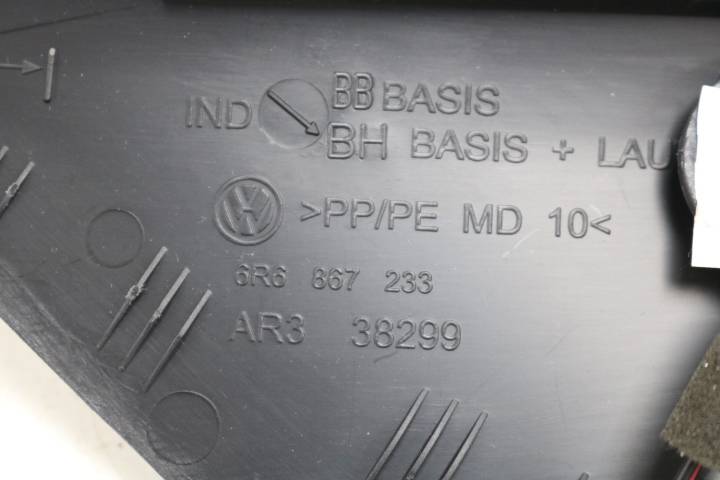 IND BB BASIS
BH BASIS + LAU
>PP/PE MD 10<
6R6 867 233
AR3 38299